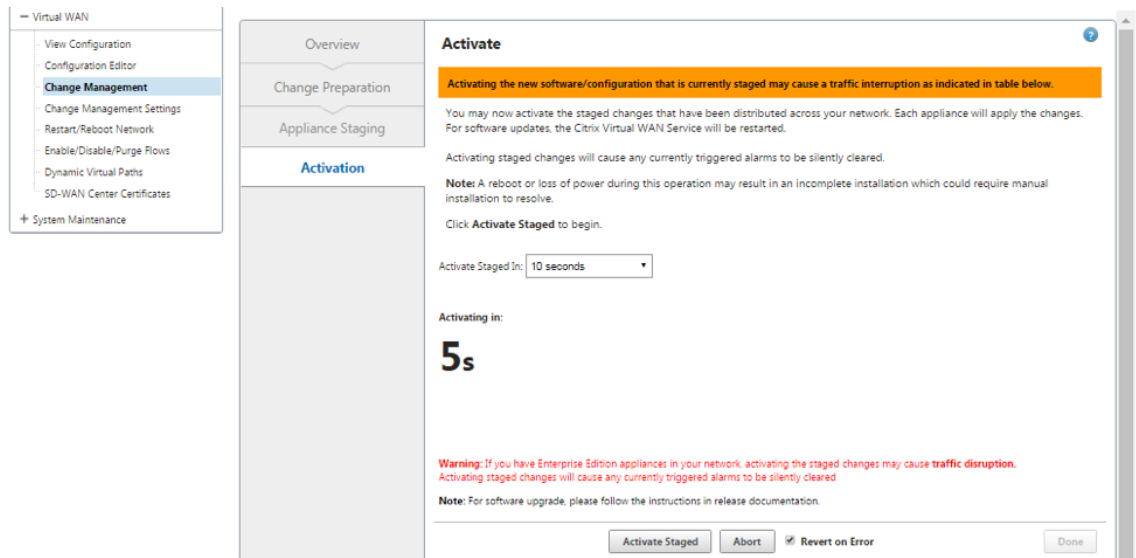 Virtual WAN
View Configuration
Configuration Editor
Change Management
Change Management Settings
Restart/Reboot Network
Enable/Disable/Purge Flows
Dynamic Virtual Paths
SD-WAN Center Certificates
+ System Maintenance
Overview
Change Preparation
Appliance Staging
Activation
Activate
?
Activating the new software/configuration that is currently staged may cause a traffic interruption as indicated in table below.
You may now activate the staged changes that have been distributed across your network. Each appliance will apply the changes.
For software updates, the Citrix Virtual WAN Service will be restarted.
Activating staged changes will cause any currently triggered alarms to be silently cleared.
Note: A reboot or loss of power during this operation may result in an incomplete installation which could require manual
installation to resolve.
Click Activate Staged to begin.
Activate Staged In: 10 seconds
Activating in:
5s
Warning: If you have Enterprise Edition appliances in your network, activating the staged changes may cause traffic disruption.
Activating staged changes will cause any currently triggered alarms to be silently cleared
Note: For software upgrade, please follow the instructions in release documentation.
Activate Staged Abort Revert on Error Done